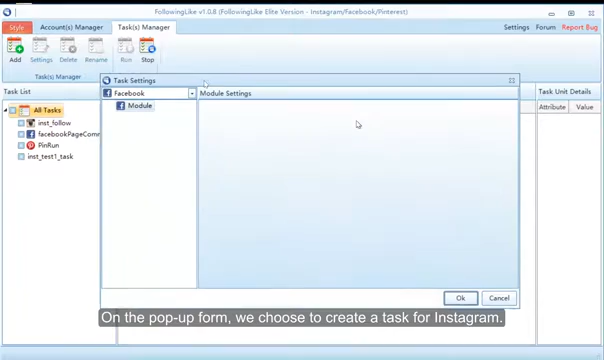 FollowingLike v1.0.8 (FollowingLike Elite Version - Instagram/Facebook/Pinterest)
Style Account(s) Manager Task(s) Manager Settings Forum Report Bug
Add Settings Delete Rename Run Stop
Task(s) Manager
Task Settings
Task List Task Unit Details
Facebook Module Settings
Attribute Value
Module
All Tasks
inst_follow
facebookPageComm
PinRun
inst_test1_task
Ok Cancel
On the pop-up form, we choose to create a task for Instagram.